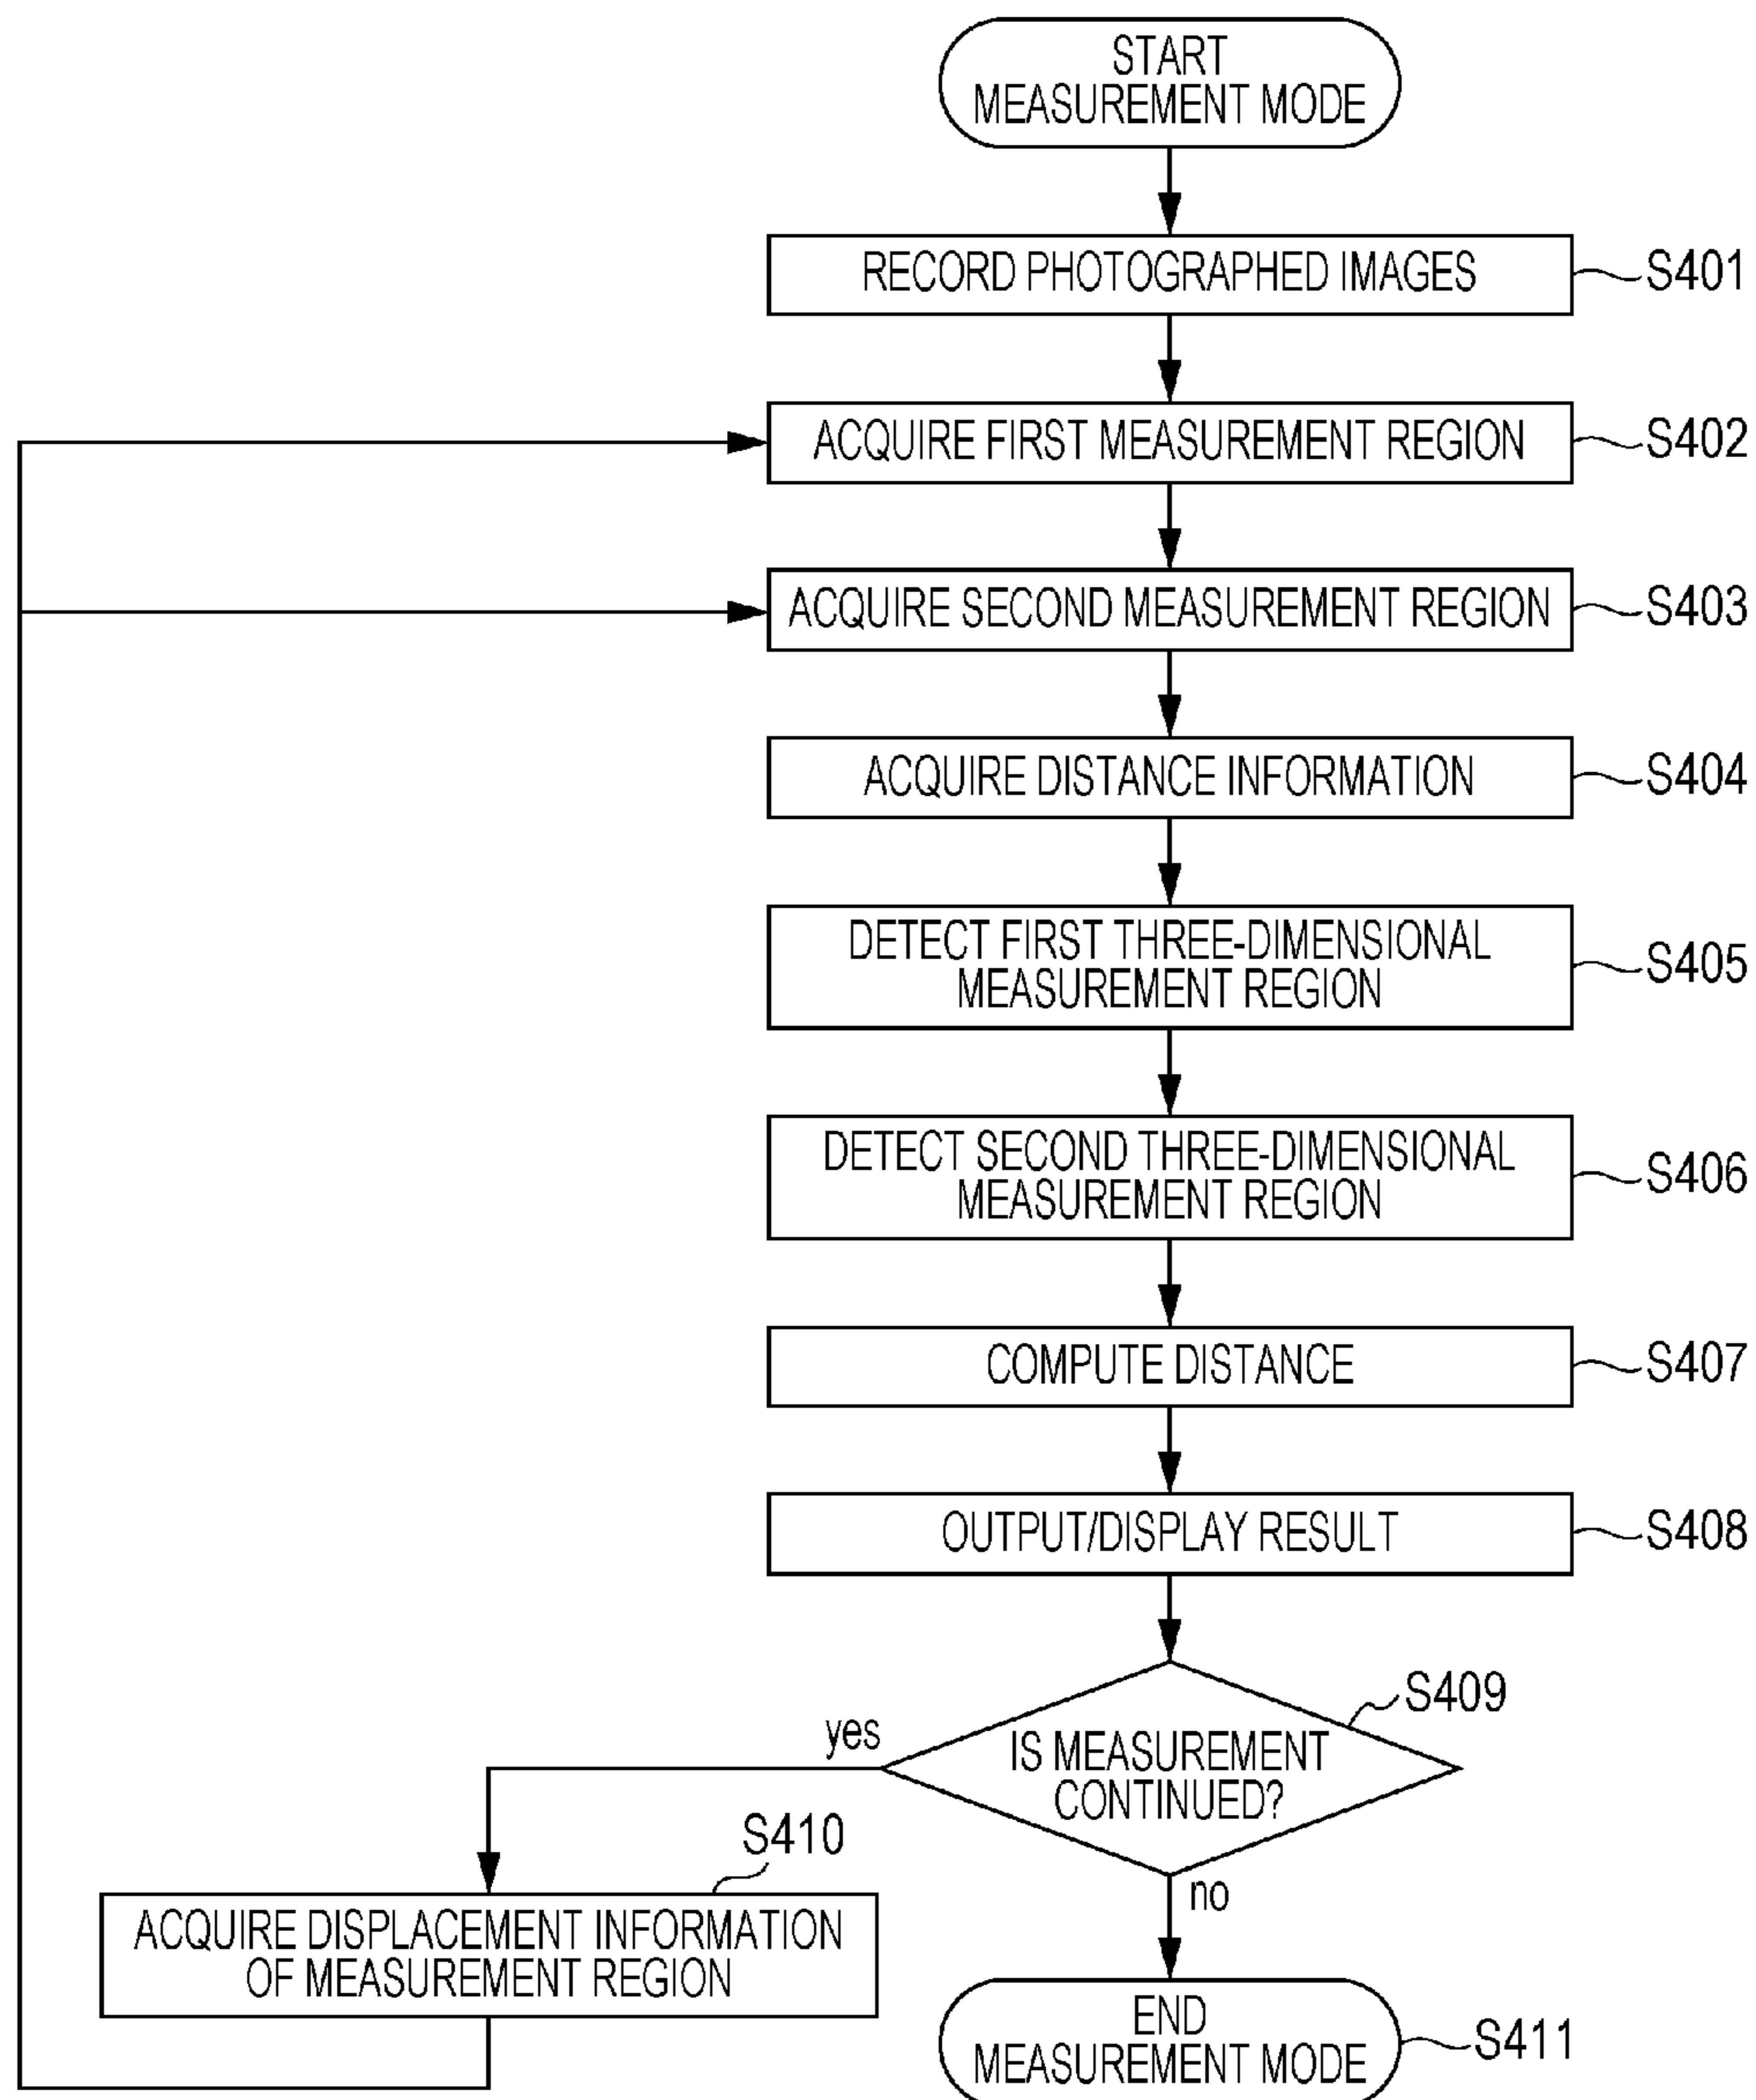 START
MEASUREMENT MODE
RECORD PHOTOGRAPHED IMAGES
S401
ACQUIRE FIRST MEASUREMENT REGION
S402
ACQUIRE SECOND MEASUREMENT REGION
S403
ACQUIRE DISTANCE INFORMATION
S404
DETECT FIRST THREE-DIMENSIONAL
MEASUREMENT REGION
S405
DETECT SECOND THREE-DIMENSIONAL
MEASUREMENT REGION
S406
COMPUTE DISTANCE
S407
OUTPUT/DISPLAY RESULT
S408
S409
yes
IS MEASUREMENT
CONTINUED?
S410
no
ACQUIRE DISPLACEMENT INFORMATION
OF MEASUREMENT REGION
END
MEASUREMENT MODE
S411